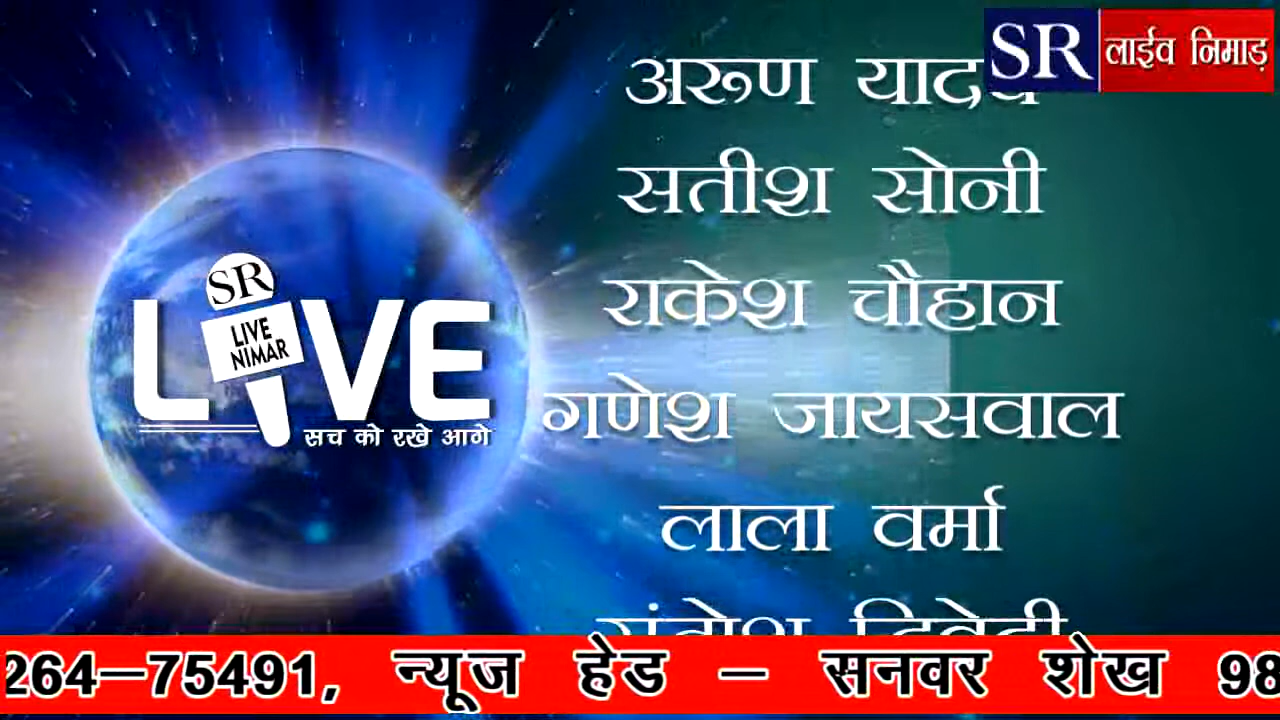 SR लाईव निमाड़
अरूण यादव
सतीश सोनी
राकेश चौहान
SR
LIVE
LIVE
NIMAR
सच को रखे आगे
गणेश जायसवाल
लाला वर्मा
संतोष द्विवेदी
264–75491, न्यूज हेड – सनवर शेख 98